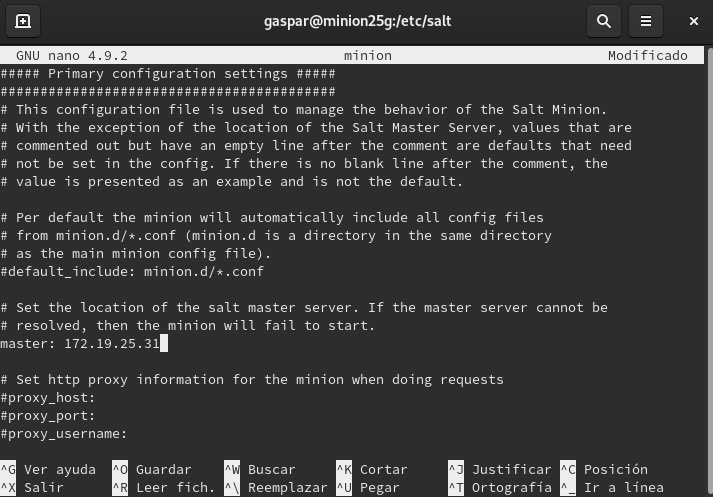 gaspar@minion25g:/etc/salt
GNU nano 4.9.2 minion Modificado
##### Primary configuration settings #####
##########################################
# This configuration file is used to manage the behavior of the Salt Minion.
# With the exception of the location of the Salt Master Server, values that are
# commented out but have an empty line after the comment are defaults that need
# not be set in the config. If there is no blank line after the comment, the
# value is presented as an example and is not the default.
# Per default the minion will automatically include all config files
# from minion.d/*.conf (minion.d is a directory in the same directory
# as the main minion config file).
#default_include: minion.d/*.conf
# Set the location of the salt master server. If the master server cannot be
# resolved, then the minion will fail to start.
master: 172.19.25.31
# Set http proxy information for the minion when doing requests
#proxy_host:
#proxy_port:
#proxy_username:
^G Ver ayuda ^O Guardar ^W Buscar ^K Cortar ^J Justificar ^C Posición
^X Salir ^R Leer fich. ^\ Reemplazar ^U Pegar ^T Ortografía ^_ Ir a línea